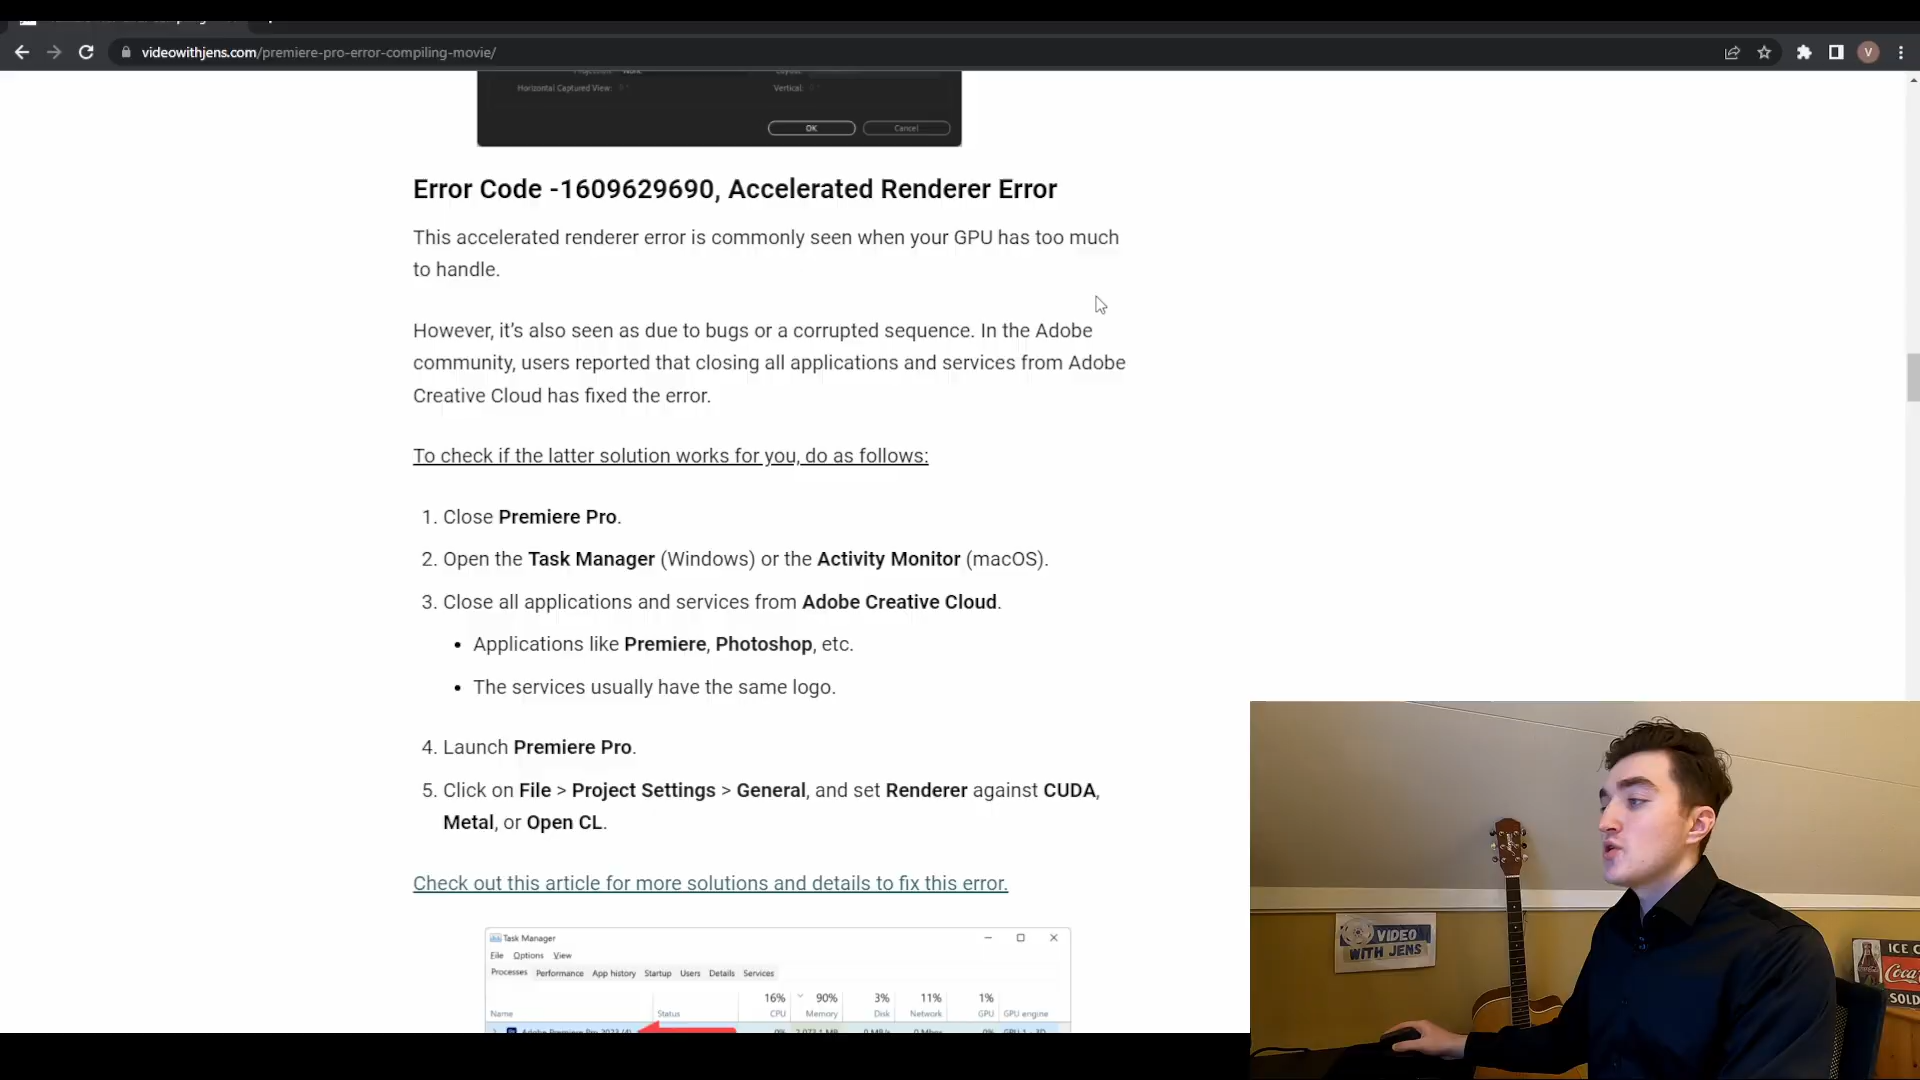 videowithjens.com/premiere-pro-error-compiling-movie/
V
Horizontal Captured View:
Vertical:
OK
Cancel
Error Code -1609629690, Accelerated Renderer Error
This accelerated renderer error is commonly seen when your GPU has too much
to handle.
However, it’s also seen as due to bugs or a corrupted sequence. In the Adobe
community, users reported that closing all applications and services from Adobe
Creative Cloud has fixed the error.
To check if the latter solution works for you, do as follows:
1. Close Premiere Pro.
2. Open the Task Manager (Windows) or the Activity Monitor (macOS).
3. Close all applications and services from Adobe Creative Cloud.
• Applications like Premiere, Photoshop, etc.
• The services usually have the same logo.
4. Launch Premiere Pro.
5. Click on File > Project Settings > General, and set Renderer against CUDA,
Metal, or Open CL.
Check out this article for more solutions and details to fix this error.
Task Manager
File Options View
Processes Performance App history Startup Users Details Services
16% 90% 3% 11% 1%
Name Status CPU Memory Disk Network GPU GPU engine
Adobe Premiere Pro 2023 (4)
VIDEO
WITH JENS
ICE
Coca
SOLD